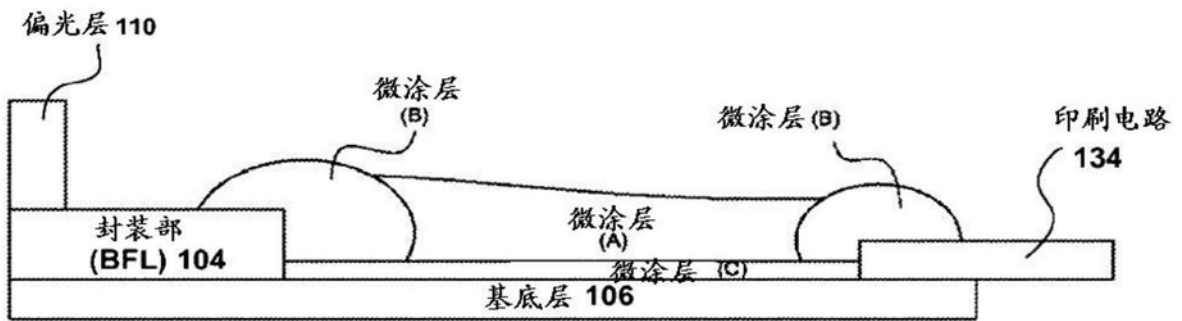 偏光层 110
微涂层
(B)
微涂层 (B)
印刷电路
134
封装部
(BFL) 104
微涂层
(A)
微涂层 (C)
基底层 106